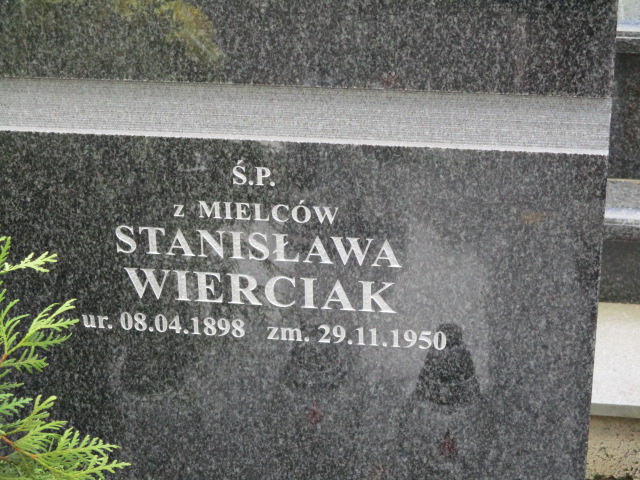 Ś.P.
z MIELCÓW
STANISŁAWA
WIERCIAK
ur. 08.04.1898 zm. 29.11.1950